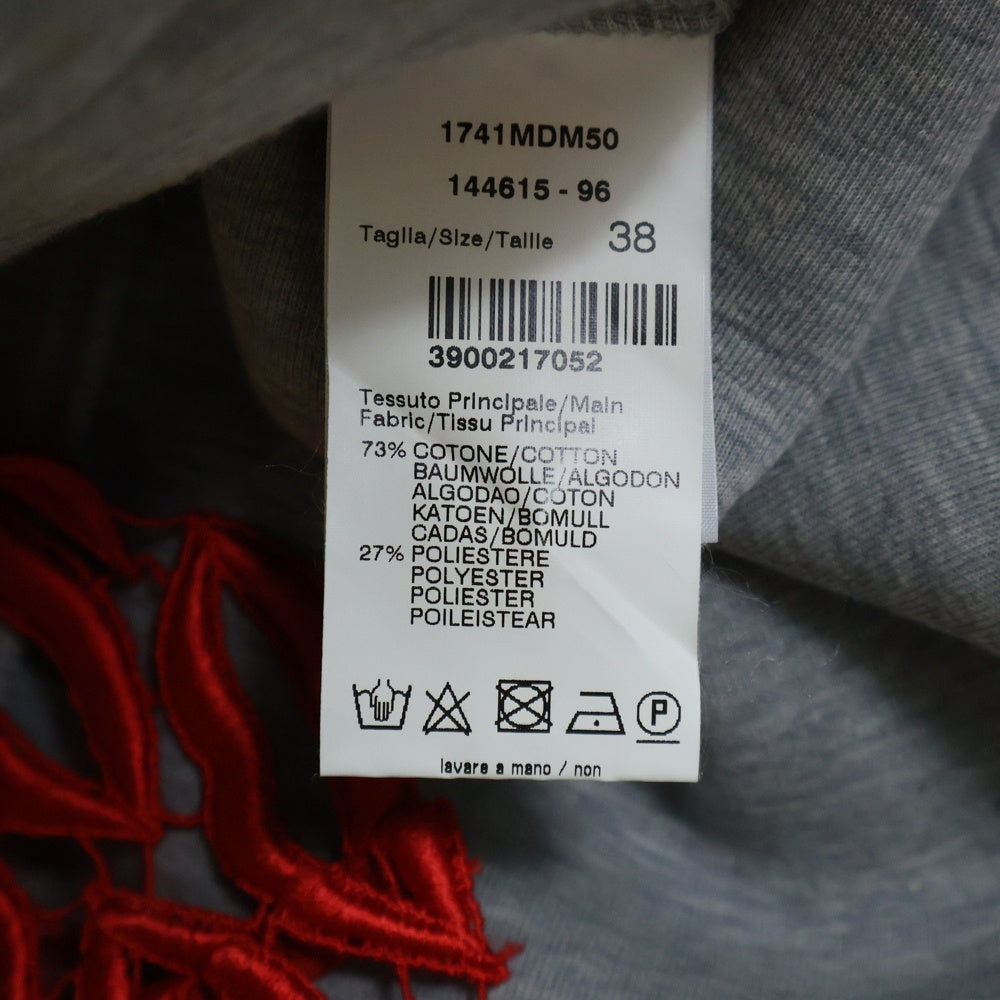 1741MDM50
144615 - 96
Taglia/Size/Taille 38
3900217052
Tessuto Principale/Main
Fabric/Tissu Principal
73% COTONE/COTTON
BAUMWOLLE/ALGODON
ALGODAO/COTON
KATOEN/BOMULL
CADAS/BOMULD
27% POLIESTERE
POLYESTER
POLIESTER
POILEISTEAR
P
lavare a mano / non